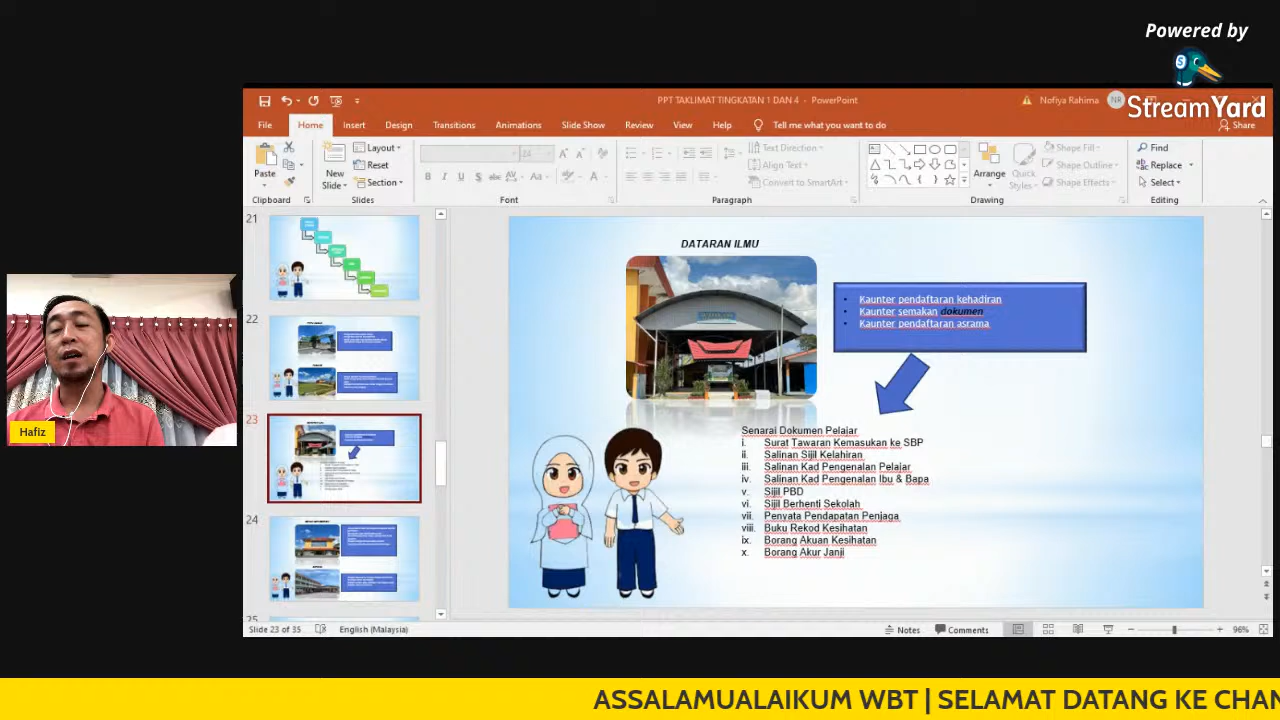 Powered by
StreamYard
PPT TAKLIMAT TINGKATAN 1 DAN 4 - PowerPoint
Nofiya Rahima
NR
File Home Insert Design Transitions Animations Slide Show Review View Help Tell me what you want to do
Share
Paste
New Slide
Layout
Reset
Section
Text Direction
Align Text
Convert to SmartArt
Arrange
Quick Styles
Shape Fill
Shape Outline
Shape Effects
Find
Replace
Select
Clipboard
Slides
Font
Paragraph
Drawing
Editing
21
22
23
24
25
DATARAN ILMU
• Kaunter pendaftaran kehadiran
• Kaunter semakan dokumen
• Kaunter pendaftaran asrama
Senarai Dokumen Pelajar
i. Surat Tawaran Kemasukan ke SBP
ii. Salinan Sijil Kelahiran
iii. Salinan Kad Pengenalan Pelajar
iv. Salinan Kad Pengenalan Ibu & Bapa
v. Sijil PBD
vi. Sijil Berhenti Sekolah
vii. Penyata Pendapatan Penjaga
viii. Buku Rekod Kesihatan
ix. Borang Akuan Kesihatan
x. Borang Akur Janji
Hafiz
Slide 23 of 35 English (Malaysia) Notes Comments 96%
ASSALAMUALAIKUM WBT | SELAMAT DATANG KE CHAN